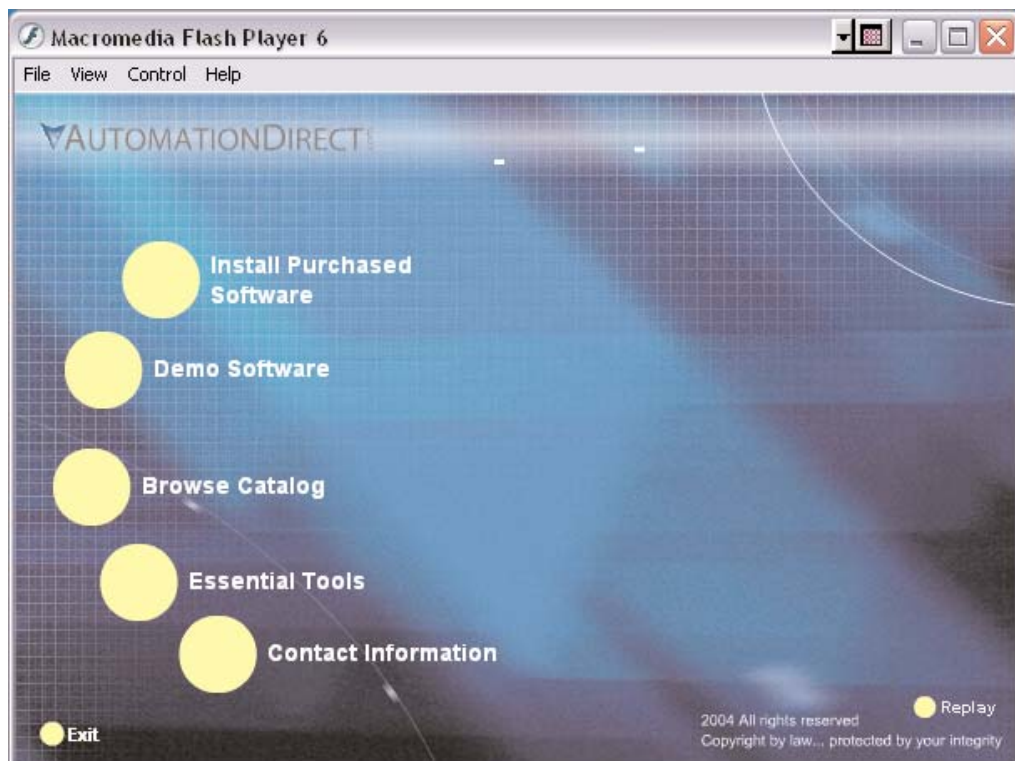 Macromedia Flash Player 6
File View Control Help
AUTOMATIONDIRECT
Install Purchased
Software
Demo Software
Browse Catalog
Essential Tools
Contact Information
Exit
Replay
2004 All rights reserved
Copyright by law... protected by your integrity